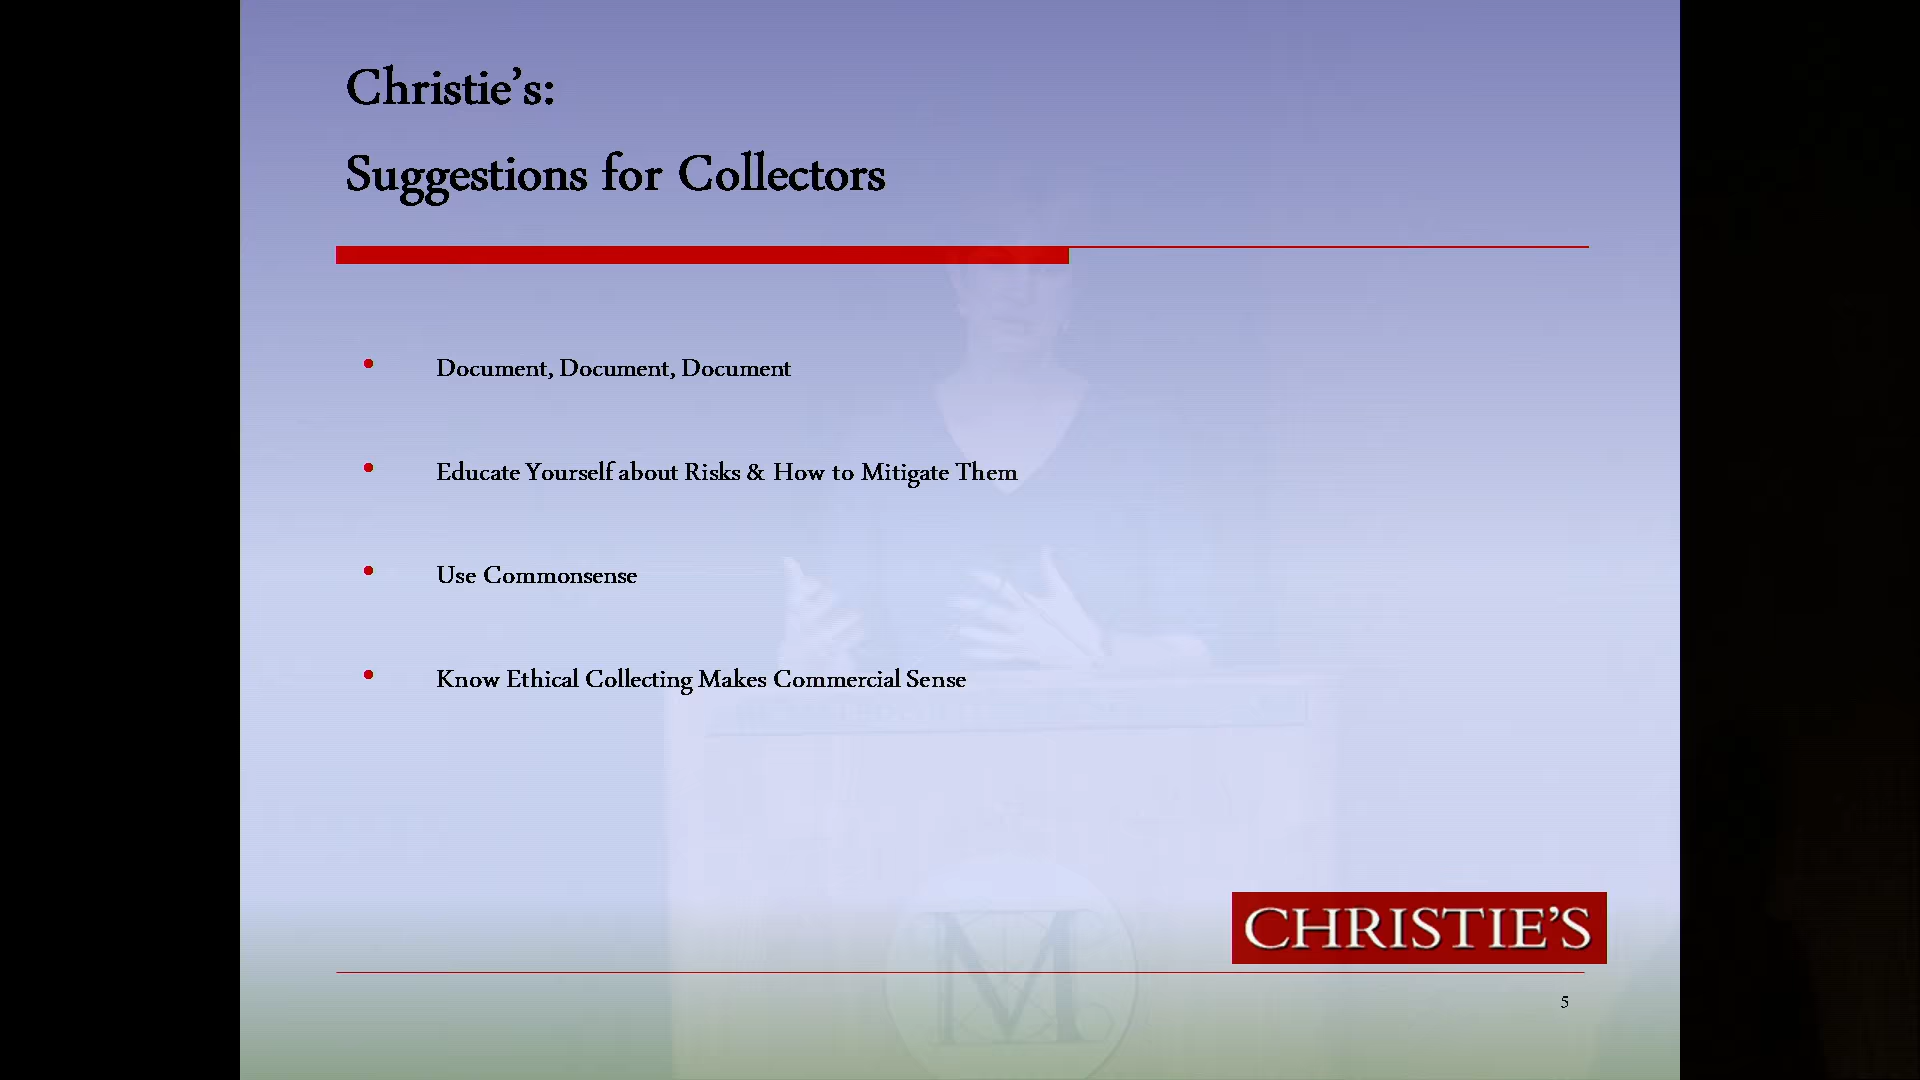 Christie’s:
Suggestions for Collectors
• Document, Document, Document
• Educate Yourself about Risks & How to Mitigate Them
• Use Commonsense
• Know Ethical Collecting Makes Commercial Sense
CHRISTIE’S
5
M